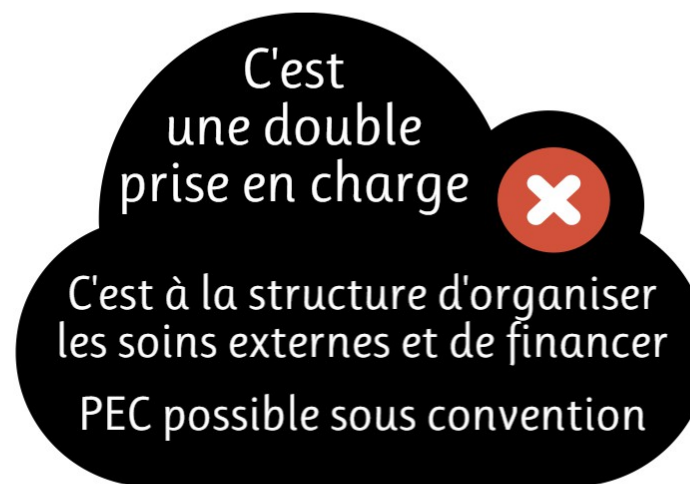 C'est
une double
prise en charge
C'est à la structure d'organiser
les soins externes et de financer
PEC possible sous convention